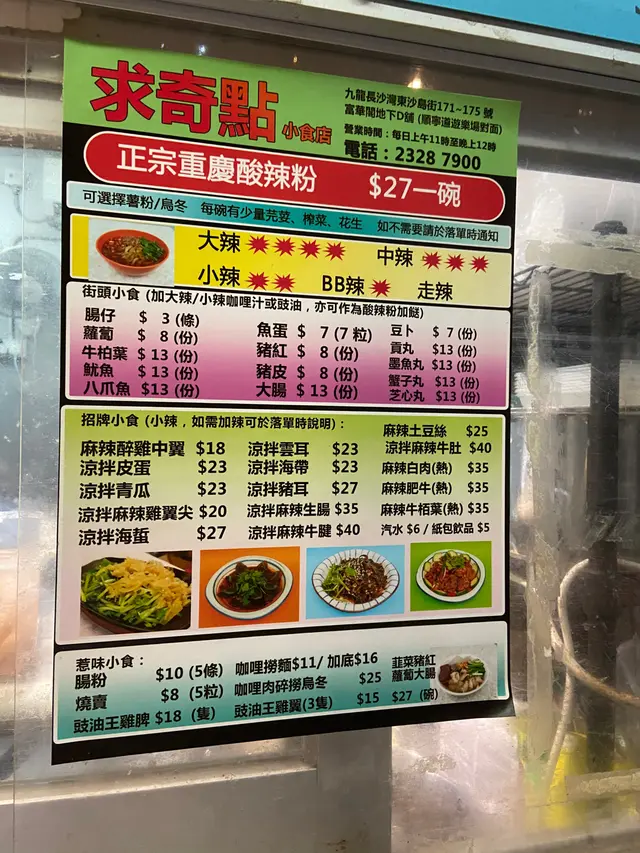 求奇點 小食店
九龍長沙灣東沙島街171~175 號
富華閣地下D舖 (順寧道遊樂場對面)
營業時間：每日上午11時至晚上12時
電話：2328 7900
正宗重慶酸辣粉 $27一碗
可選擇薯粉/烏冬 每碗有少量芫荽、榨菜、花生 如不需要請於落單時通知
大辣 中辣
小辣 BB辣 走辣
街頭小食 (加大辣/小辣咖哩汁或豉油，亦可作為酸辣粉加餸)
腸仔 $ 3 (條)
蘿蔔 $ 8 (份)
牛柏葉 $ 13 (份)
魷魚 $ 13 (份)
八爪魚 $13 (份)
魚蛋 $ 7 (7 粒)
豬紅 $ 8 (份)
豬皮 $ 8 (份)
大腸 $ 13 (份)
豆卜 $ 7 (份)
貢丸 $13 (份)
墨魚丸 $13 (份)
蟹子丸 $13 (份)
芝心丸 $13 (份)
招牌小食 (小辣，如需加辣可於落單時說明)：
麻辣醉雞中翼 $18
涼拌皮蛋 $23
涼拌青瓜 $23
涼拌麻辣雞翼尖 $20
涼拌海蜇 $27
涼拌雲耳 $23
涼拌海帶 $23
涼拌豬耳 $27
涼拌麻辣生腸 $35
涼拌麻辣牛腱 $40
麻辣土豆絲 $25
涼拌麻辣牛肚 $40
麻辣白肉(熱) $35
麻辣肥牛(熱) $35
麻辣牛栢葉(熱) $35
汽水 $6 / 紙包飲品 $5
惹味小食：
腸粉 $10 (5條)
燒賣 $8 (5粒)
豉油王雞髀 $18 (隻)
咖哩撈麵$11/ 加底$16
咖哩肉碎撈烏冬 $25
豉油王雞翼(3隻) $15
韮菜豬紅
蘿蔔大腸
$27 (碗)